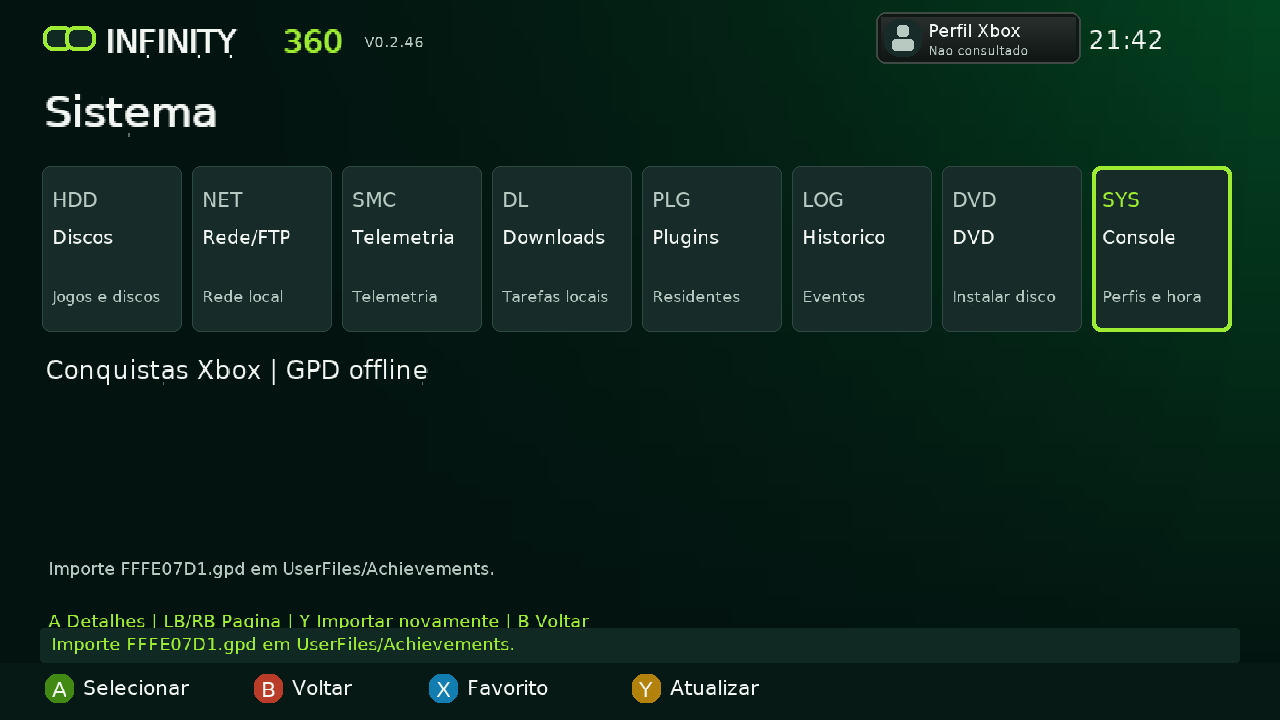 INFINITY 360 V0.2.46
Perfil Xbox
Nao consultado
21:42
Sistema
HDD
Discos
Jogos e discos
NET
Rede/FTP
Rede local
SMC
Telemetria
Telemetria
DL
Downloads
Tarefas locais
PLG
Plugins
Residentes
LOG
Historico
Eventos
DVD
DVD
Instalar disco
SYS
Console
Perfis e hora
Conquistas Xbox | GPD offline
Importe FFFE07D1.gpd em UserFiles/Achievements.
A Detalhes | LB/RB Pagina | Y Importar novamente | B Voltar
Importe FFFE07D1.gpd em UserFiles/Achievements.
A Selecionar B Voltar X Favorito Y Atualizar